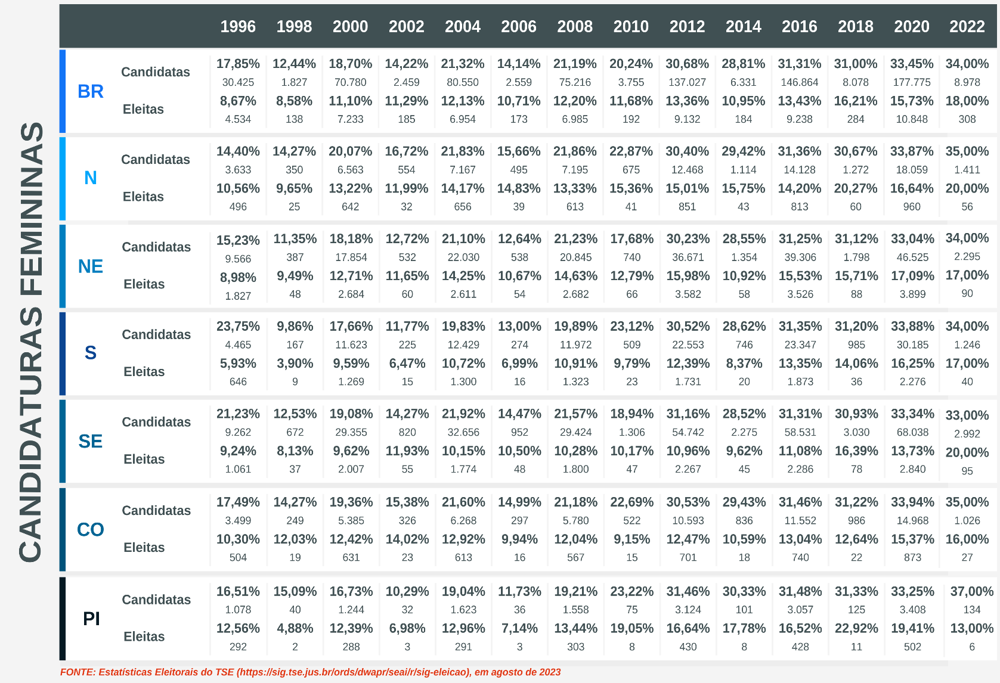 CANDIDATURAS FEMININAS
1996 1998 2000 2002 2004 2006 2008 2010 2012 2014 2016 2018 2020 2022
BR
Candidatas 17,85% 12,44% 18,70% 14,22% 21,32% 14,14% 21,19% 20,24% 30,68% 28,81% 31,31% 31,00% 33,45% 34,00%
30.425 1.827 70.780 2.459 80.550 2.559 75.216 3.755 137.027 6.331 146.864 8.078 177.775 8.978
Eleitas 8,67% 8,58% 11,10% 11,29% 12,13% 10,71% 12,20% 11,68% 13,36% 10,95% 13,43% 16,21% 15,73% 18,00%
4.534 138 7.233 185 6.954 173 6.985 192 9.132 184 9.238 284 10.848 308
N
Candidatas 14,40% 14,27% 20,07% 16,72% 21,83% 15,66% 21,86% 22,87% 30,40% 29,42% 31,36% 30,67% 33,87% 35,00%
3.633 350 6.563 554 7.167 495 7.195 675 12.468 1.114 14.128 1.272 18.059 1.411
Eleitas 10,56% 9,65% 13,22% 11,99% 14,17% 14,83% 13,33% 15,36% 15,01% 15,75% 14,20% 20,27% 16,64% 20,00%
496 25 642 32 656 39 613 41 851 43 813 60 960 56
NE
Candidatas 15,23% 11,35% 18,18% 12,72% 21,10% 12,64% 21,23% 17,68% 30,23% 28,55% 31,25% 31,12% 33,04% 34,00%
9.566 387 17.854 532 22.030 538 20.845 740 36.671 1.354 39.306 1.798 46.525 2.295
Eleitas 8,98% 9,49% 12,71% 11,65% 14,25% 10,67% 14,63% 12,79% 15,98% 10,92% 15,53% 15,71% 17,09% 17,00%
1.827 48 2.684 60 2.611 54 2.682 66 3.582 58 3.526 88 3.899 90
S
Candidatas 23,75% 9,86% 17,66% 11,77% 19,83% 13,00% 19,89% 23,12% 30,52% 28,62% 31,35% 31,20% 33,88% 34,00%
4.465 167 11.623 225 12.429 274 11.972 509 22.553 746 23.347 985 30.185 1.246
Eleitas 5,93% 3,90% 9,59% 6,47% 10,72% 6,99% 10,91% 9,79% 12,39% 8,37% 13,35% 14,06% 16,25% 17,00%
646 9 1.269 15 1.300 16 1.323 23 1.731 20 1.873 36 2.276 40
SE
Candidatas 21,23% 12,53% 19,08% 14,27% 21,92% 14,47% 21,57% 18,94% 31,16% 28,52% 31,31% 30,93% 33,34% 33,00%
9.262 672 29.355 820 32.656 952 29.424 1.306 54.742 2.275 58.531 3.030 68.038 2.992
Eleitas 9,24% 8,13% 9,62% 11,93% 10,15% 10,50% 10,28% 10,17% 10,96% 9,62% 11,08% 16,39% 13,73% 20,00%
1.061 37 2.007 55 1.774 48 1.800 47 2.267 45 2.286 78 2.840 95
CO
Candidatas 17,49% 14,27% 19,36% 15,38% 21,60% 14,99% 21,18% 22,69% 30,53% 29,43% 31,46% 31,22% 33,94% 35,00%
3.499 249 5.385 326 6.268 297 5.780 522 10.593 836 11.552 986 14.968 1.026
Eleitas 10,30% 12,03% 12,42% 14,02% 12,92% 9,94% 12,04% 9,15% 12,47% 10,59% 13,04% 12,64% 15,37% 16,00%
504 19 631 23 613 16 567 15 701 18 740 22 873 27
PI
Candidatas 16,51% 15,09% 16,73% 10,29% 19,04% 11,73% 19,21% 23,22% 31,46% 30,33% 31,48% 31,33% 33,25% 37,00%
1.078 40 1.244 32 1.623 36 1.558 75 3.124 101 3.057 125 3.408 134
Eleitas 12,56% 4,88% 12,39% 6,98% 12,96% 7,14% 13,44% 19,05% 16,64% 17,78% 16,52% 22,92% 19,41% 13,00%
292 2 288 3 291 3 303 8 430 8 428 11 502 6
FONTE: Estatísticas Eleitorais do TSE (https://sig.tse.jus.br/ords/dwapr/seai/r/sig-eleicao), em agosto de 2023